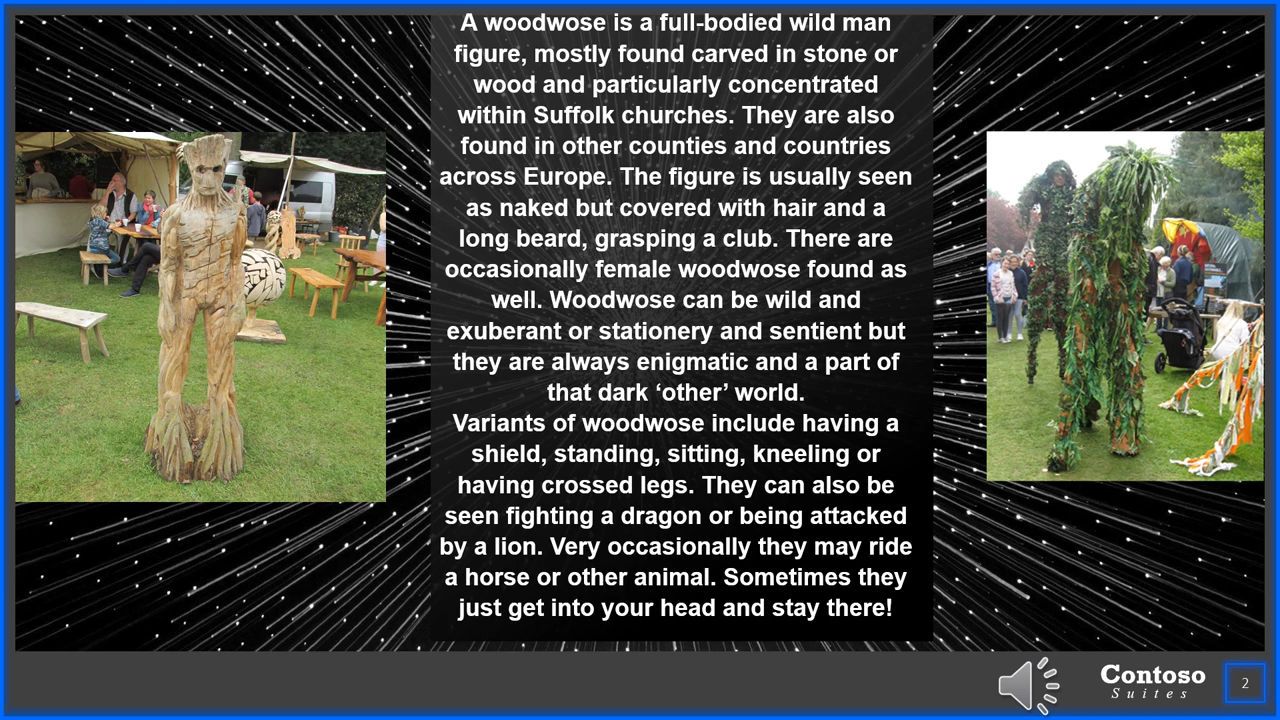 A woodwose is a full-bodied wild man
figure, mostly found carved in stone or
wood and particularly concentrated
within Suffolk churches. They are also
found in other counties and countries
across Europe. The figure is usually seen
as naked but covered with hair and a
long beard, grasping a club. There are
occasionally female woodwose found as
well. Woodwose can be wild and
exuberant or stationery and sentient but
they are always enigmatic and a part of
that dark ‘other’ world.
Variants of woodwose include having a
shield, standing, sitting, kneeling or
having crossed legs. They can also be
seen fighting a dragon or being attacked
by a lion. Very occasionally they may ride
a horse or other animal. Sometimes they
just get into your head and stay there!
Contoso
Suites
2